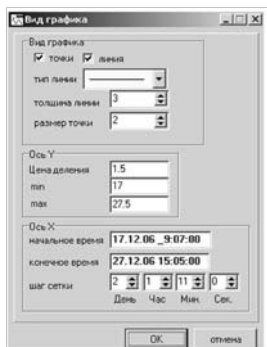 Вид графика
Вид графика
точки линия
тип линии
толщина линии 3
размер точки 2
Ось Y
Цена деления 1.5
min 17
max 27.5
Ось X
начальное время 17.12.06 _9:07:00
конечное время 27.12.06 15:05:00
шаг сетки 2 1 11 0
День Час Мин. Сек.
OK отмена